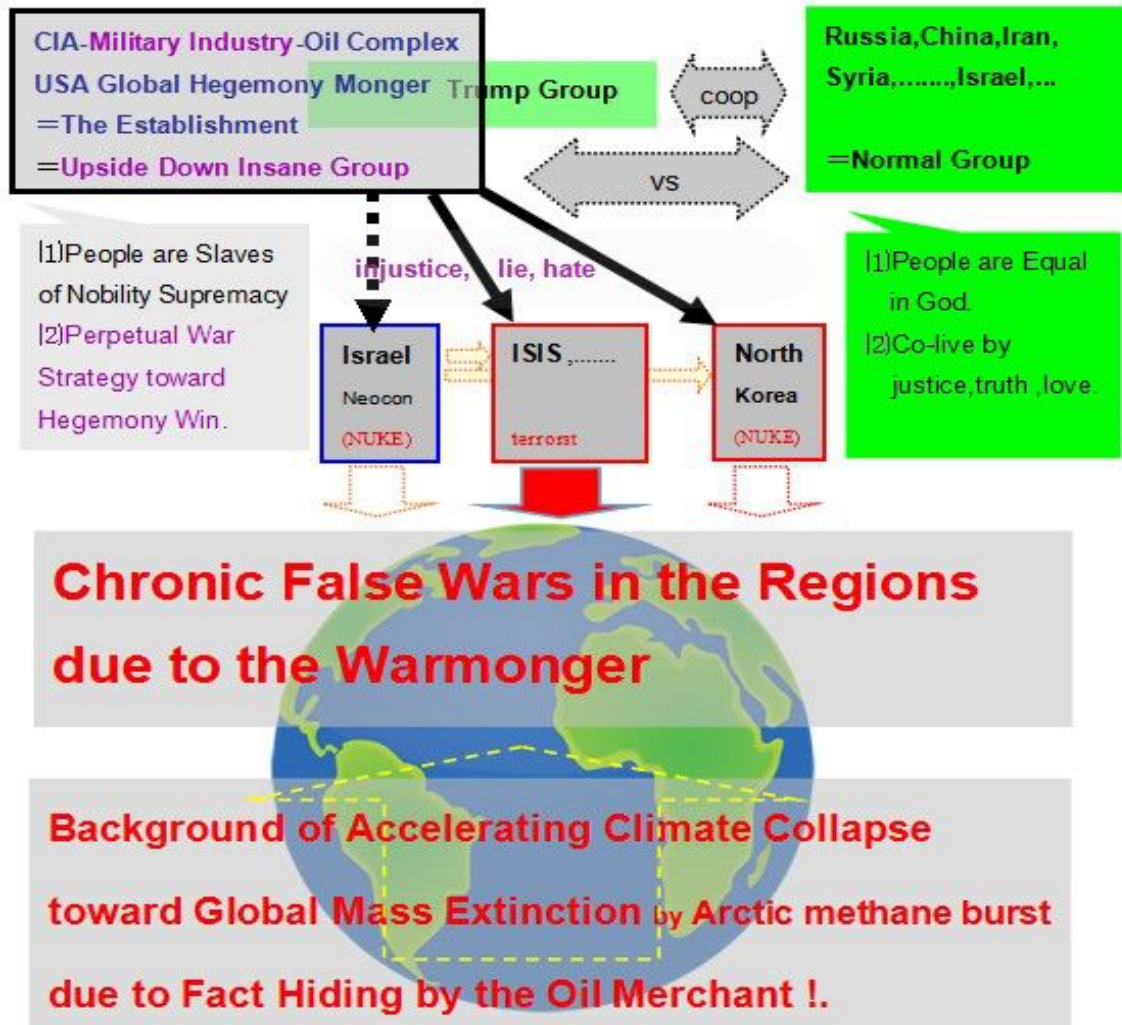 CIA-Military Industry-Oil Complex
USA Global Hegemony Monger
=The Establishment
=Upside Down Insane Group
Trump Group
coop
vs
Russia,China,Iran,
Syria,.......,Israel,...
=Normal Group
[1]People are Slaves
of Nobility Supremacy
[2]Perpetual War
Strategy toward
Hegemony Win.
injustice, lie, hate
[1]People are Equal
in God.
[2]Co-live by
justice,truth ,love.
Israel
Neocon
(NUKE)
ISIS ,.......
terrorst
North
Korea
(NUKE)
Chronic False Wars in the Regions
due to the Warmonger
Background of Accelerating Climate Collapse
toward Global Mass Extinction by Arctic methane burst
due to Fact Hiding by the Oil Merchant !.